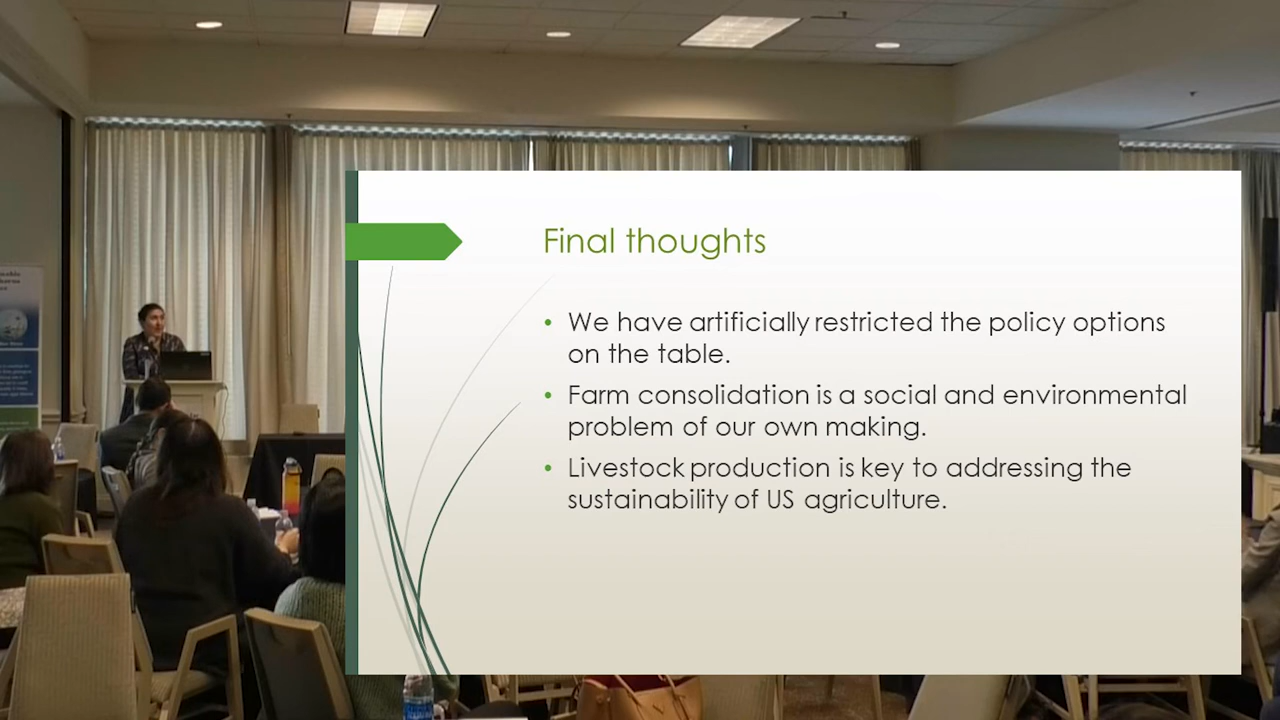 Final thoughts
• We have artificially restricted the policy options
on the table.
• Farm consolidation is a social and environmental
problem of our own making.
• Livestock production is key to addressing the
sustainability of US agriculture.